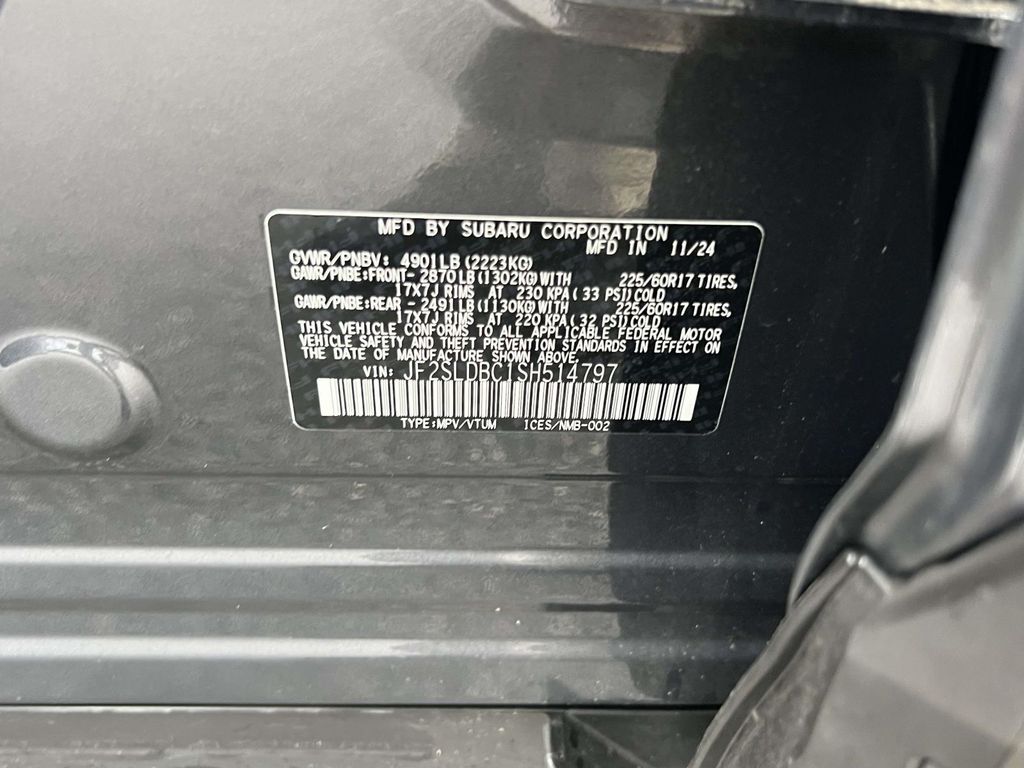 MFD BY SUBARU CORPORATION
MFD IN 11/24
GVWR/PNBV: 4901LB(2223KG)
GAWR/PNBE:FRONT- 2870LB(1302KG)WITH 225/60R17 TIRES,
17X7J RIMS AT 230 KPA( 33 PSI)COLD
GAWR/PNBE:REAR - 2491LB(1130KG)WITH 225/60R17 TIRES,
17X7J RIMS AT 220 KPA( 32 PSI)COLD
THIS VEHICLE CONFORMS TO ALL APPLICABLE FEDERAL MOTOR
VEHICLE SAFETY AND THEFT PREVENTION STANDARDS IN EFFECT ON
THE DATE OF MANUFACTURE SHOWN ABOVE.
VIN: JF2SLDBC1SH514797
TYPE:MPV/VTUM ICES/NMB-002